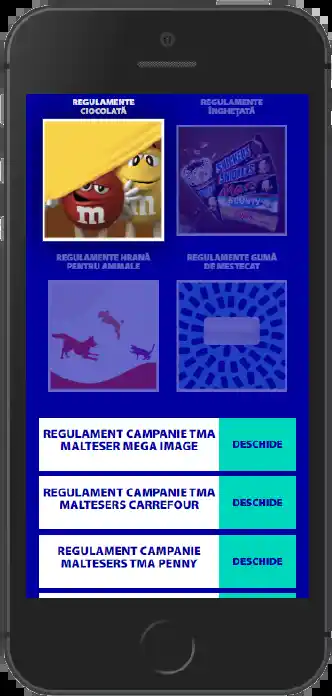 REGULAMENTE
CIOCOLATĂ
REGULAMENTE
ÎNGHEȚATĂ
m
SNICKERS
BOUNTY
REGULAMENTE HRANĂ
PENTRU ANIMALE
REGULAMENTE GUMĂ
DE MESTECAT
REGULAMENT CAMPANIE TMA
MALTESER MEGA IMAGE
DESCHIDE
REGULAMENT CAMPANIE TMA
MALTESERS CARREFOUR
DESCHIDE
REGULAMENT CAMPANIE
MALTESERS TMA PENNY
DESCHIDE